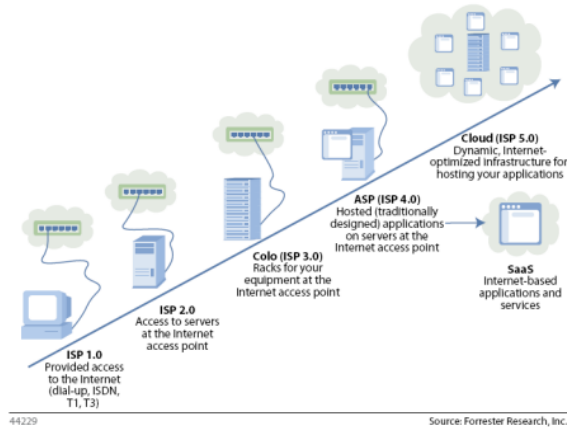 Cloud (ISP 5.0)
Dynamic, Internet-
optimized infrastructure for
hosting your applications
ASP (ISP 4.0)
Hosted (traditionally
designed) applications
on servers at the
Internet access point
SaaS
Internet-based
applications and
services
Colo (ISP 3.0)
Racks for your
equipment at the
Internet access point
ISP 2.0
Access to servers
at the Internet
access point
ISP 1.0
Provided access
to the Internet
(dial-up, ISDN,
T1, T3)
44229
Source: Forrester Research, Inc.